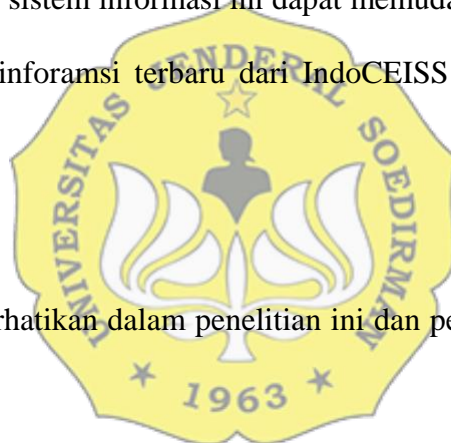 sistem informasi ini dapat memuda
inforamsi terbaru dari IndoCEISS
UNIVERSITAS JENDERAL SOEDIRMAN
rhatikan dalam penelitian ini dan pe
1963